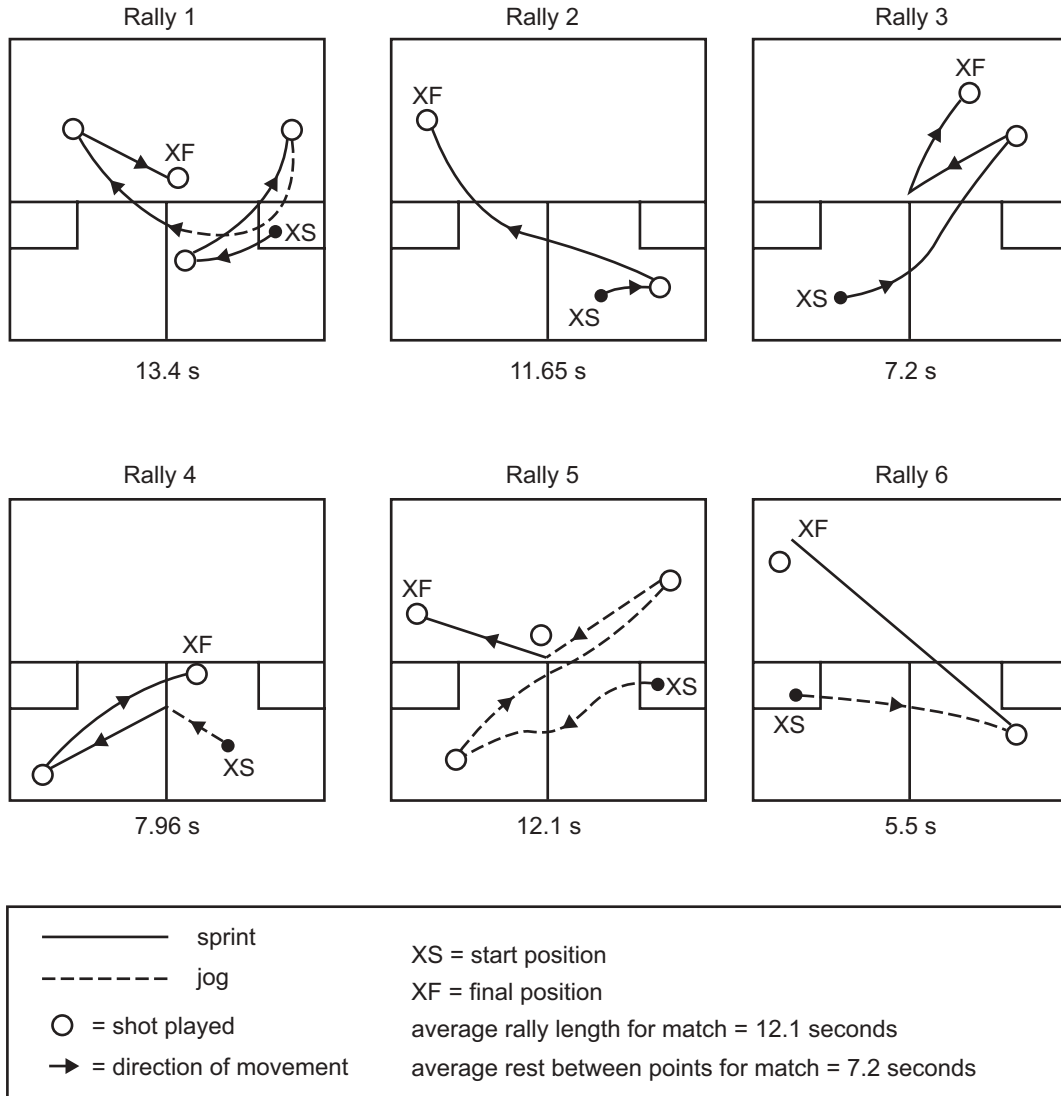 Rally 1
Rally 2
Rally 3
XF
XS
13.4 s
XF
XS
11.65 s
XF
XS
7.2 s
Rally 4
Rally 5
Rally 6
XF
XS
7.96 s
XF
XS
12.1 s
XF
XS
5.5 s
sprint
jog
= shot played
= direction of movement
XS = start position
XF = final position
average rally length for match = 12.1 seconds
average rest between points for match = 7.2 seconds